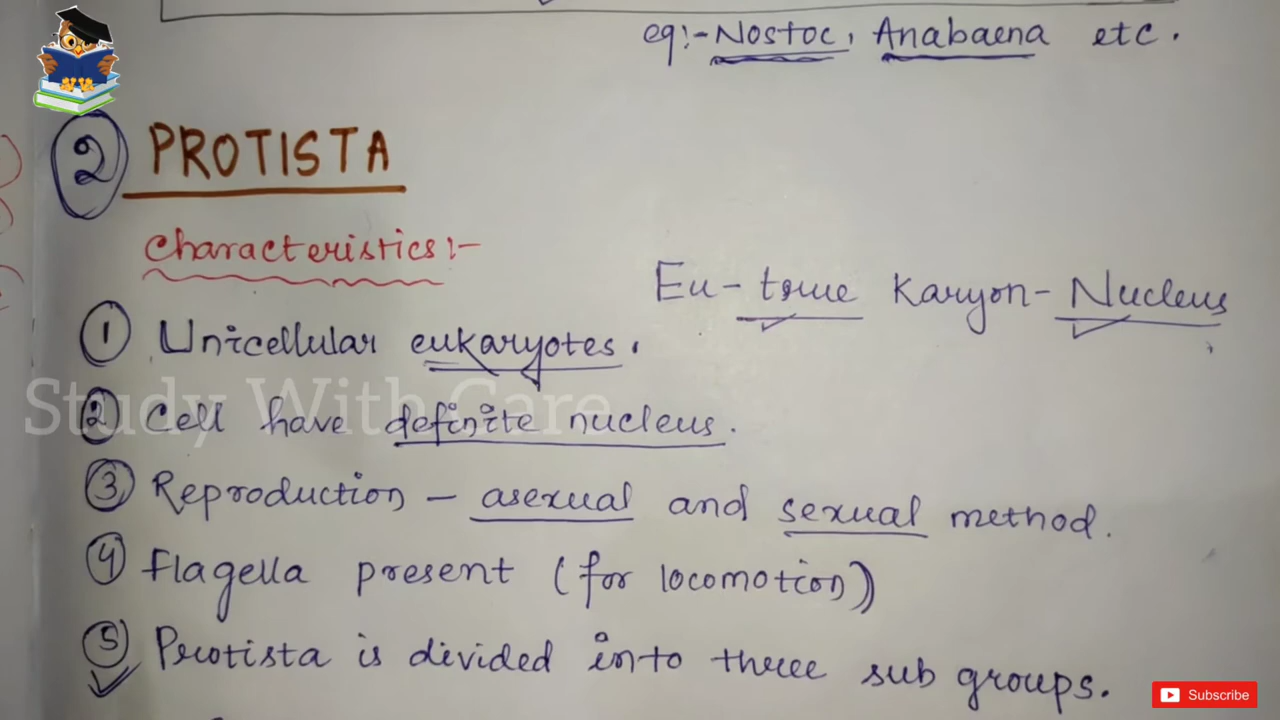 eg:- Nostoc, Anabaena etc.
2 PROTISTA
Characteristics:-
Eu- true Karyon- Nucleus
1 Unicellular eukaryotes.
Study With Care
2 Cell have definite nucleus.
3 Reproduction - asexual and sexual method.
4 Flagella present (for locomotion)
5 Protista is divided into three sub groups.
Subscribe